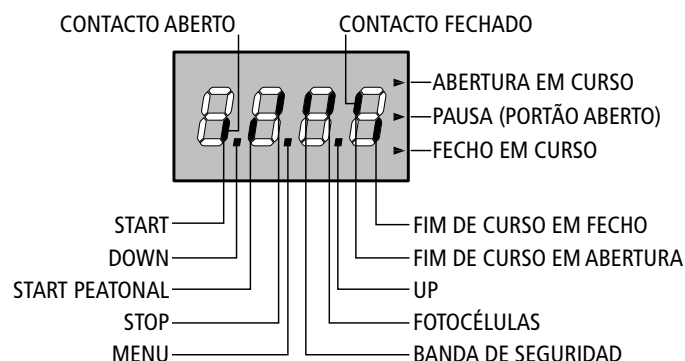 CONTACTO ABERTO
CONTACTO FECHADO
ABERTURA EM CURSO
PAUSA (PORTÃO ABERTO)
FECHO EM CURSO
START
DOWN
START PEATONAL
STOP
MENU
FIM DE CURSO EM FECHO
FIM DE CURSO EM ABERTURA
UP
FOTOCÉLULAS
BANDA DE SEGURIDAD